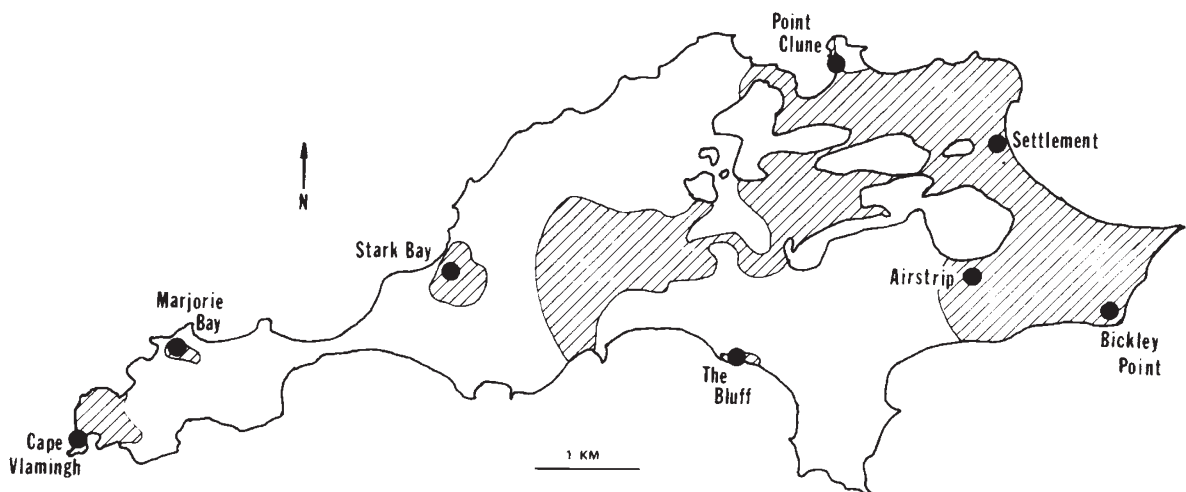 Point
Clune
Settlement
N
Stark Bay
Airstrip
Marjorie
Bay
Bickley
Point
The
Bluff
Cape
Vlamingh
1 KM